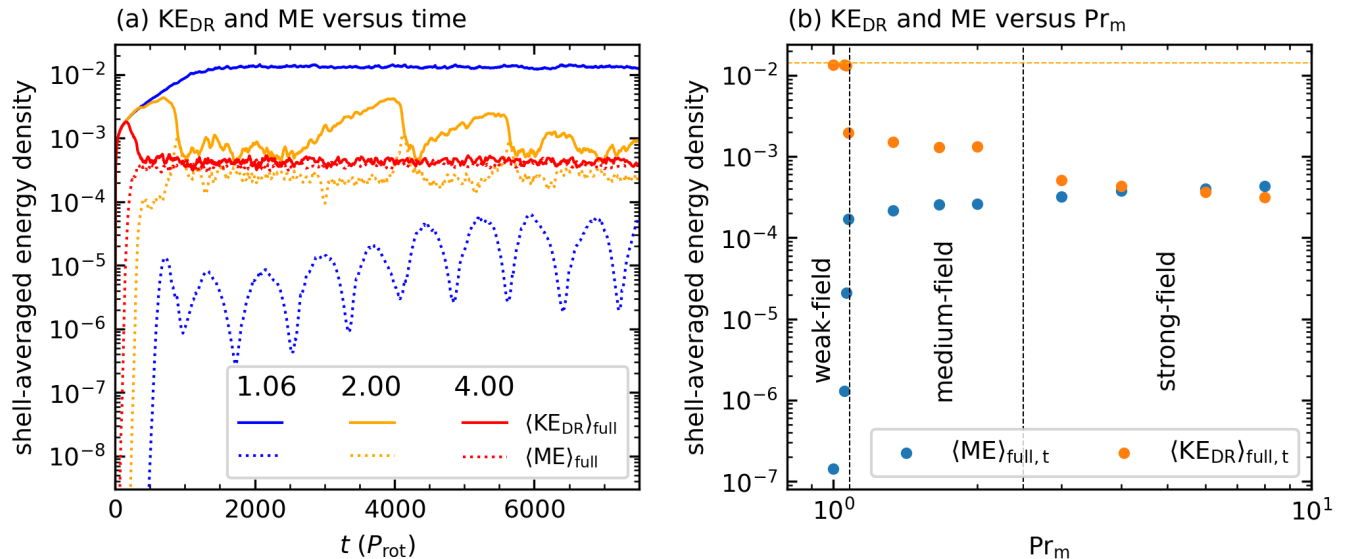 (a) KE_DR and ME versus time
shell-averaged energy density
10^−2
10^−3
10^−4
10^−5
10^−6
10^−7
10^−8
1.06 2.00 4.00
⟨KE_DR⟩_full
⟨ME⟩_full
0 2000 4000 6000
t (P_rot)
(b) KE_DR and ME versus Pr_m
shell-averaged energy density
10^−2
10^−3
10^−4
10^−5
10^−6
10^−7
weak-field
medium-field
strong-field
⟨ME⟩_full, t ⟨KE_DR⟩_full, t
10^0 10^1
Pr_m